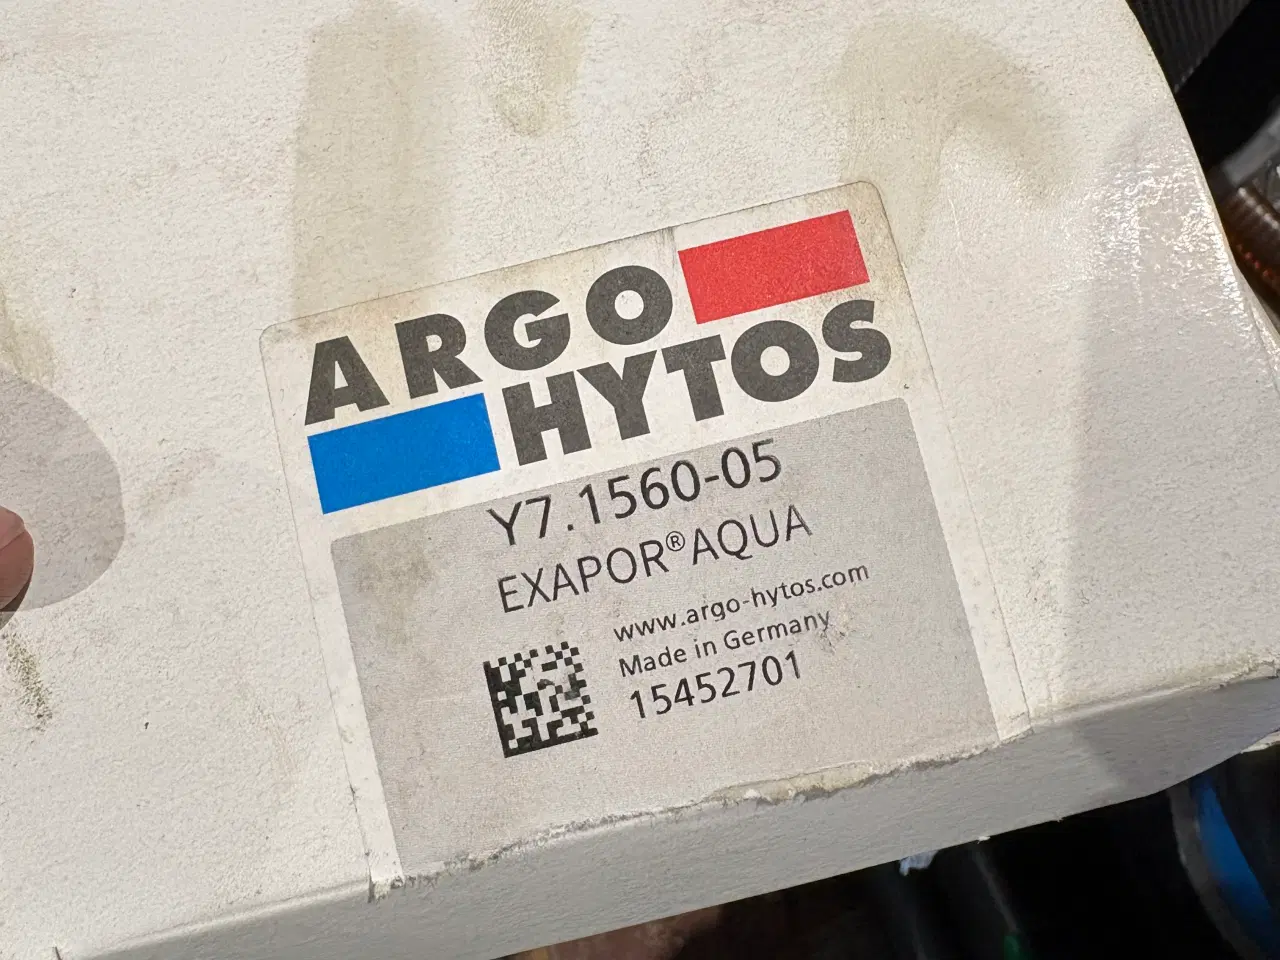 ARGO
HYTOS
Y7.1560-05
EXAPOR®AQUA
www.argo-hytos.com
Made in Germany
15452701